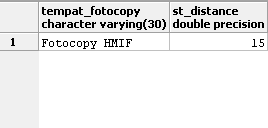 tempat_fotocopy st_distance
character varying(30) double precision
1 Fotocopy HMIF 15